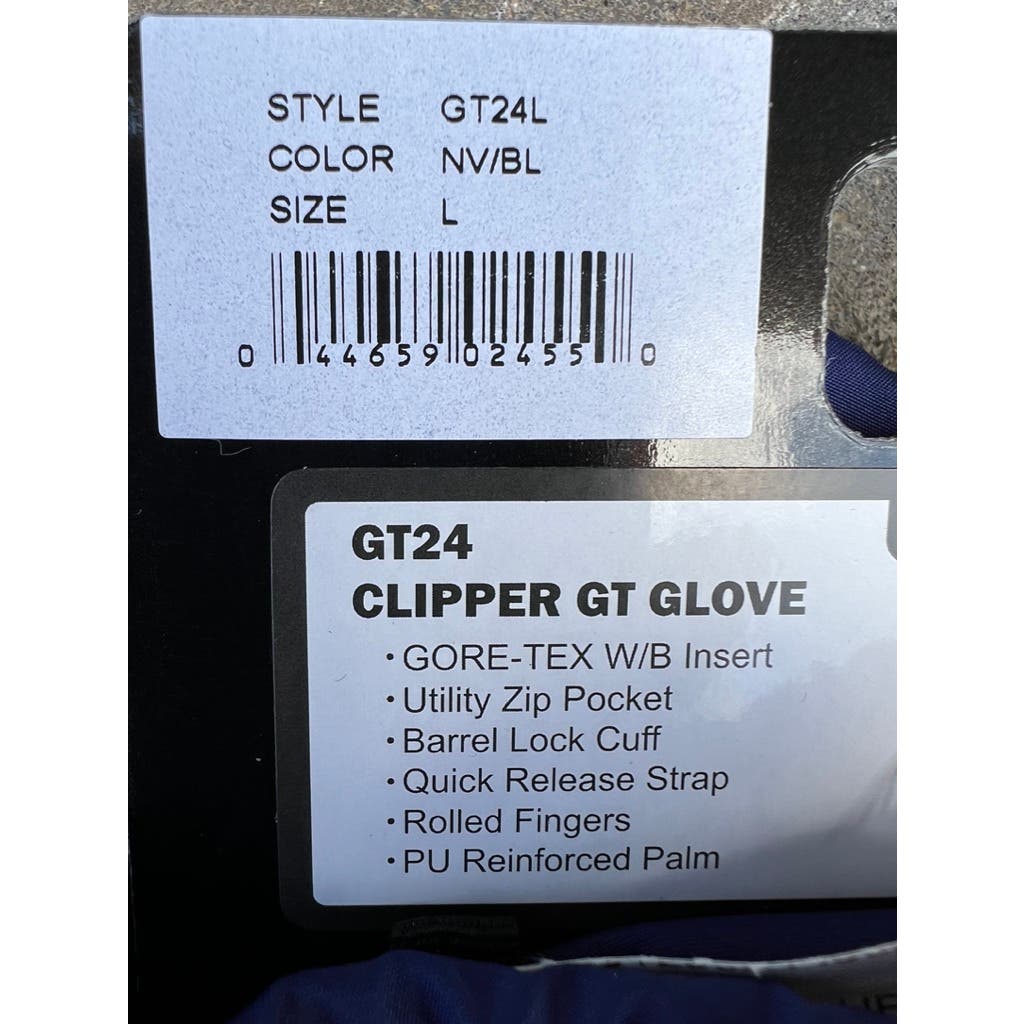 STYLE GT24L
COLOR NV/BL
SIZE L
0 44659 02455 0
GT24
CLIPPER GT GLOVE
• GORE-TEX W/B Insert
• Utility Zip Pocket
• Barrel Lock Cuff
• Quick Release Strap
• Rolled Fingers
• PU Reinforced Palm